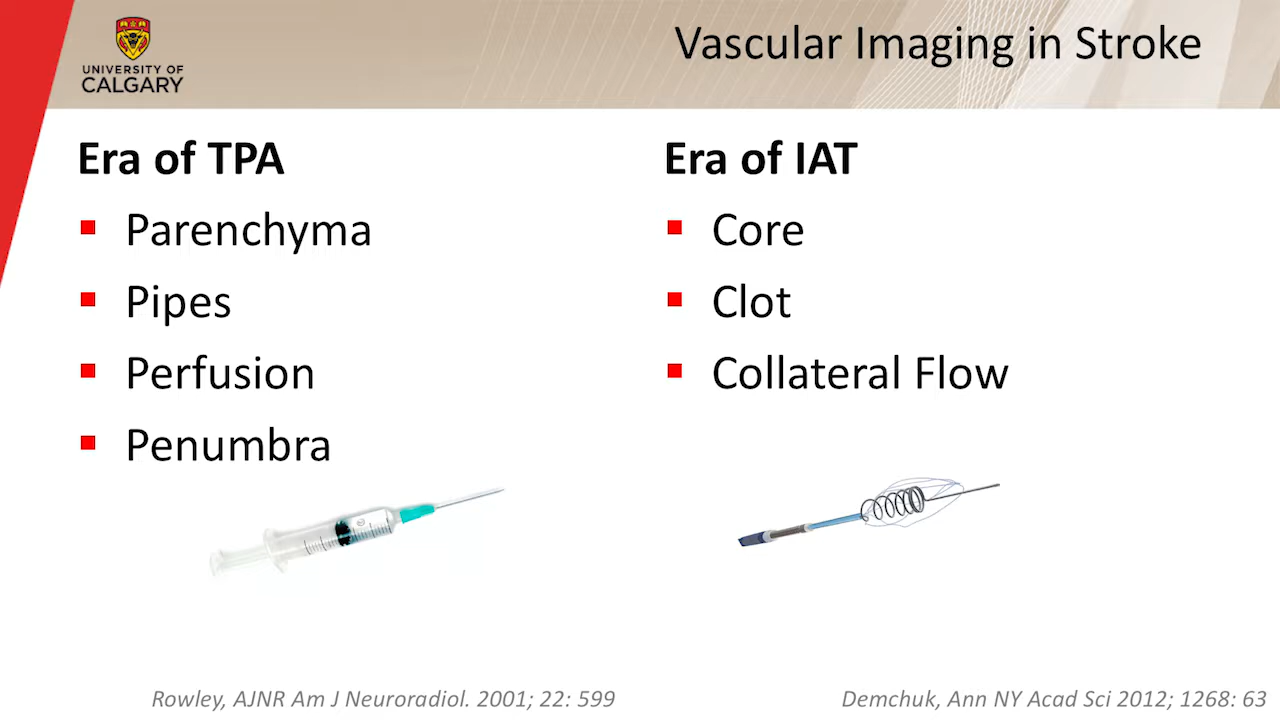 UNIVERSITY OF
CALGARY
Vascular Imaging in Stroke
Era of TPA
Parenchyma
Pipes
Perfusion
Penumbra
Era of IAT
Core
Clot
Collateral Flow
Rowley, AJNR Am J Neuroradiol. 2001; 22: 599
Demchuk, Ann NY Acad Sci 2012; 1268: 63